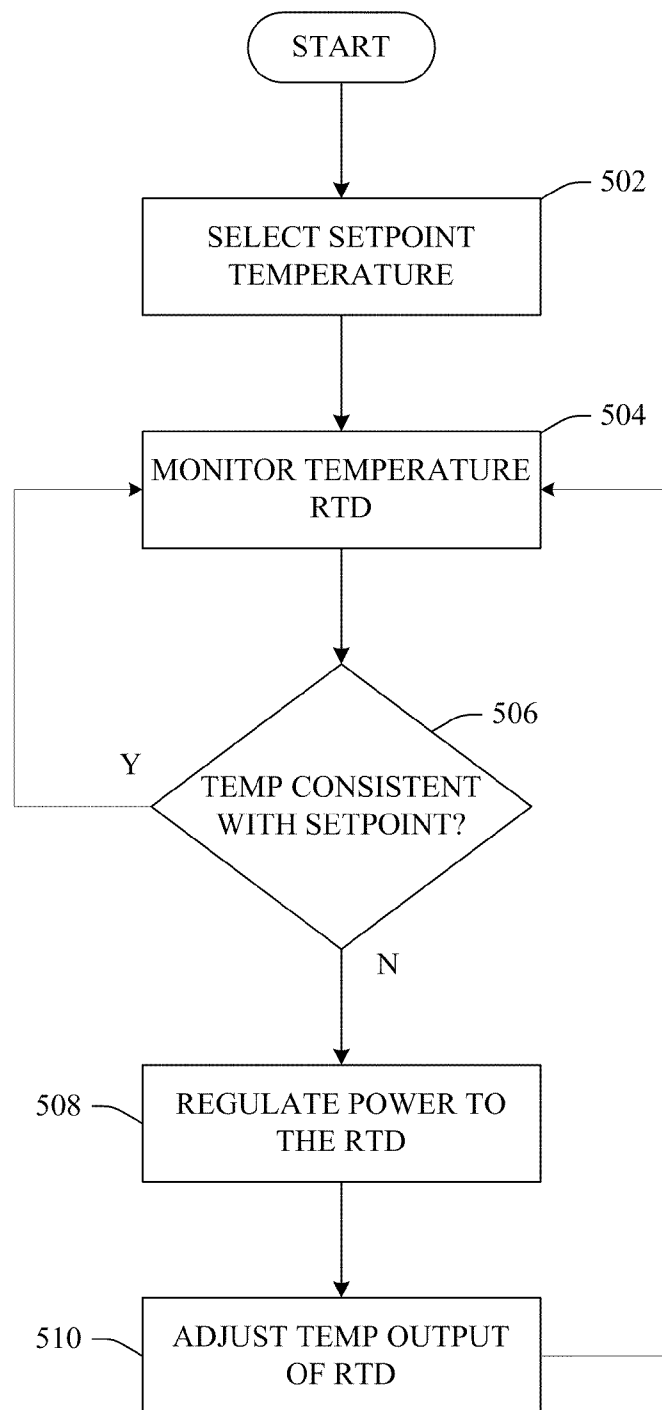 START
502
SELECT SETPOINT
TEMPERATURE
504
MONITOR TEMPERATURE
RTD
506
Y
TEMP CONSISTENT
WITH SETPOINT?
N
508
REGULATE POWER TO
THE RTD
510
ADJUST TEMP OUTPUT
OF RTD